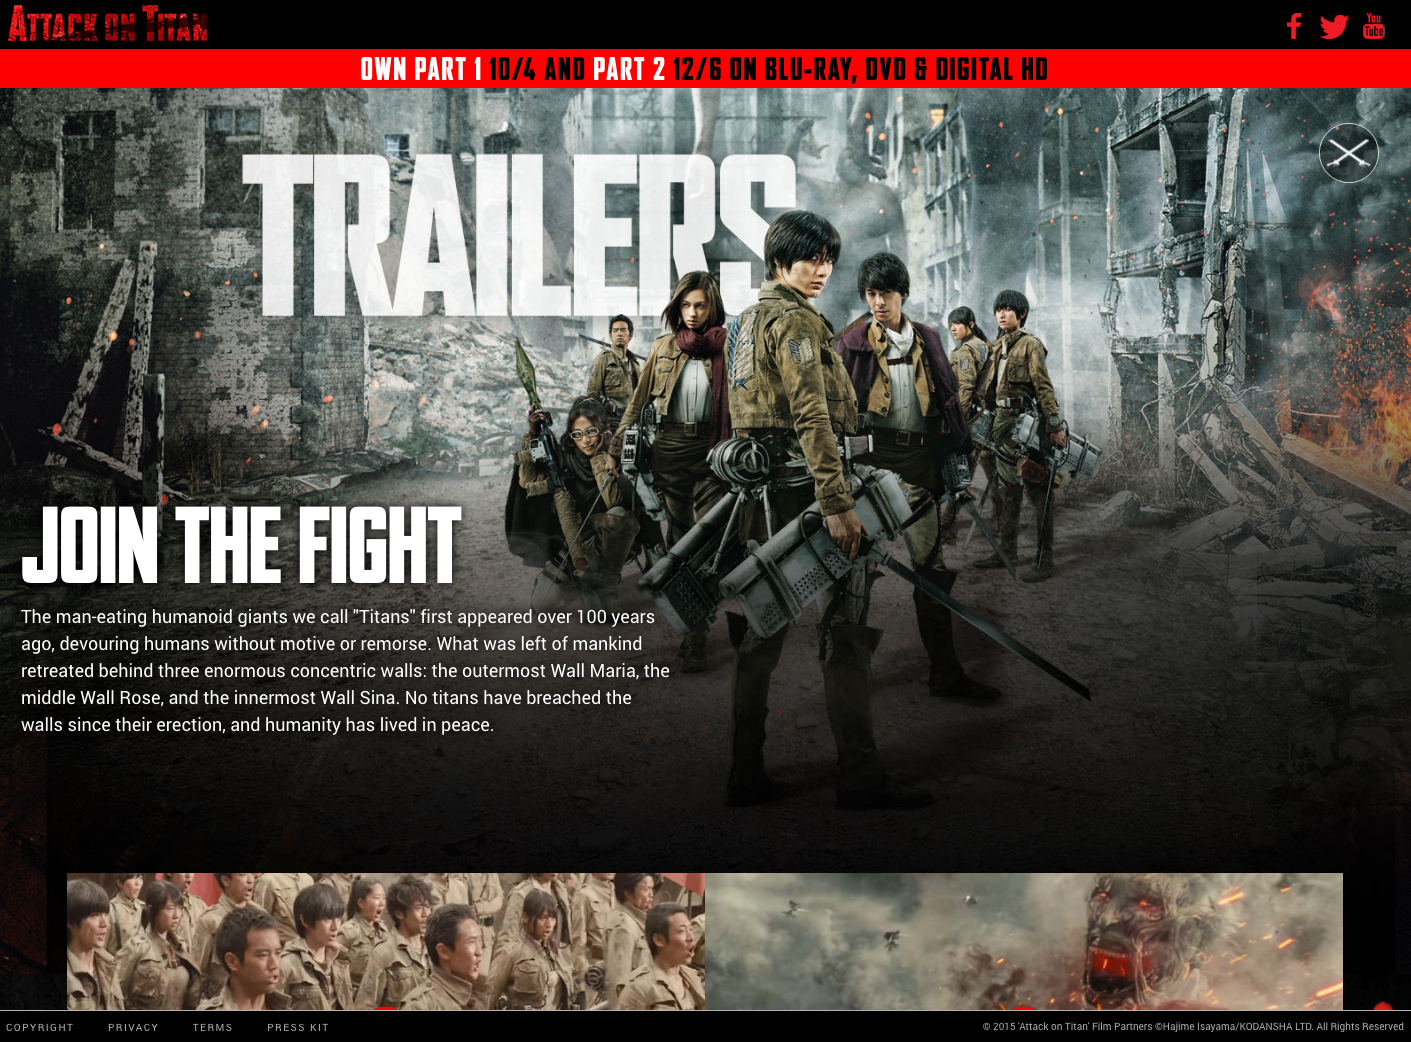 ATTACK ON TITAN
You
Tube
OWN PART 1 10/4 AND PART 2 12/6 ON BLU-RAY, DVD & DIGITAL HD
TRAILERS
JOIN THE FIGHT
The man-eating humanoid giants we call "Titans" first appeared over 100 years
ago, devouring humans without motive or remorse. What was left of mankind
retreated behind three enormous concentric walls: the outermost Wall Maria, the
middle Wall Rose, and the innermost Wall Sina. No titans have breached the
walls since their erection, and humanity has lived in peace.
COPYRIGHT PRIVACY TERMS PRESS KIT
© 2015 'Attack on Titan' Film Partners ©Hajime Isayama/KODANSHA LTD. All Rights Reserved